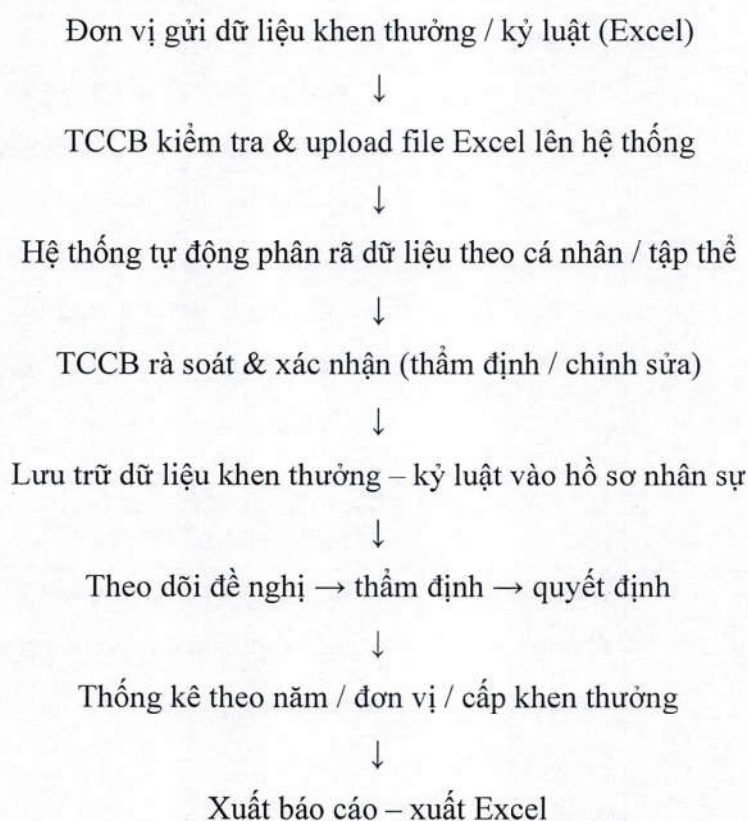 Đơn vị gửi dữ liệu khen thưởng / kỷ luật (Excel)
↓
TCCB kiểm tra & upload file Excel lên hệ thống
↓
Hệ thống tự động phân rã dữ liệu theo cá nhân / tập thể
↓
TCCB rà soát & xác nhận (thẩm định / chỉnh sửa)
↓
Lưu trữ dữ liệu khen thưởng – kỷ luật vào hồ sơ nhân sự
↓
Theo dõi đề nghị → thẩm định → quyết định
↓
Thống kê theo năm / đơn vị / cấp khen thưởng
↓
Xuất báo cáo – xuất Excel